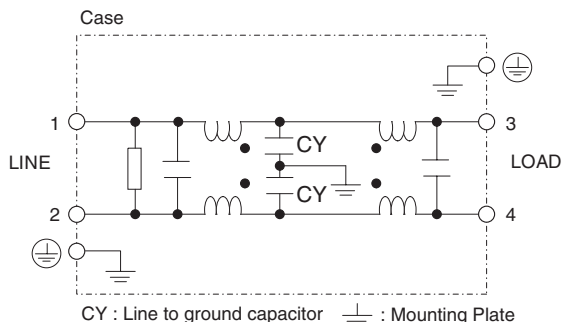 Case
1
3
CY
LINE
LOAD
CY
2
4
CY : Line to ground capacitor
: Mounting Plate